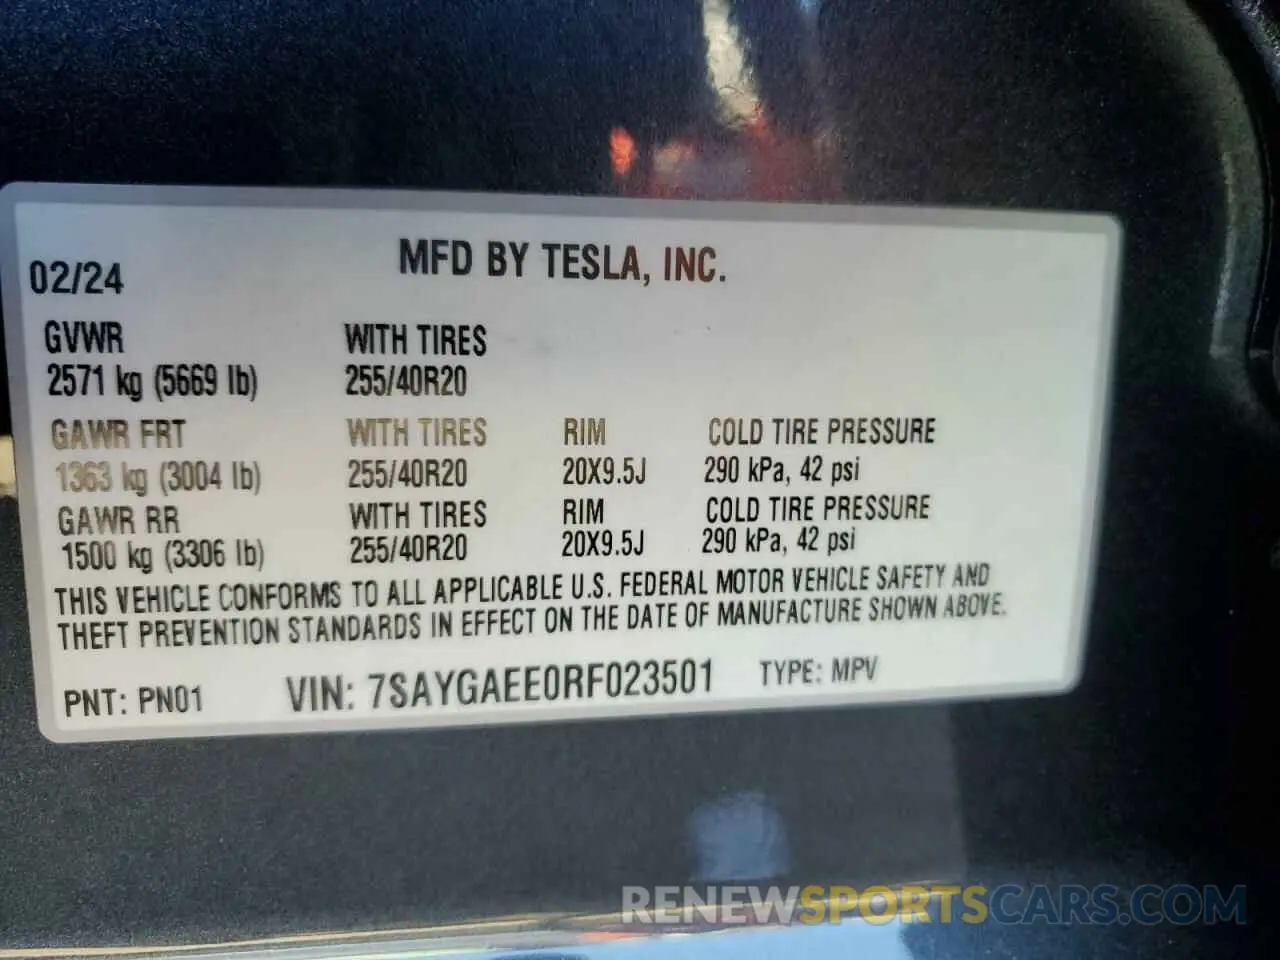 MFD BY TESLA, INC.
02/24
GVWR WITH TIRES
2571 kg (5669 lb) 255/40R20
GAWR FRT WITH TIRES RIM COLD TIRE PRESSURE
1363 kg (3004 lb) 255/40R20 20X9.5J 290 kPa, 42 psi
GAWR RR WITH TIRES RIM COLD TIRE PRESSURE
1500 kg (3306 lb) 255/40R20 20X9.5J 290 kPa, 42 psi
THIS VEHICLE CONFORMS TO ALL APPLICABLE U.S. FEDERAL MOTOR VEHICLE SAFETY AND
THEFT PREVENTION STANDARDS IN EFFECT ON THE DATE OF MANUFACTURE SHOWN ABOVE.
PNT: PN01 VIN: 7SAYGAEE0RF023501 TYPE: MPV
RENEWSPORTSCARS.COM